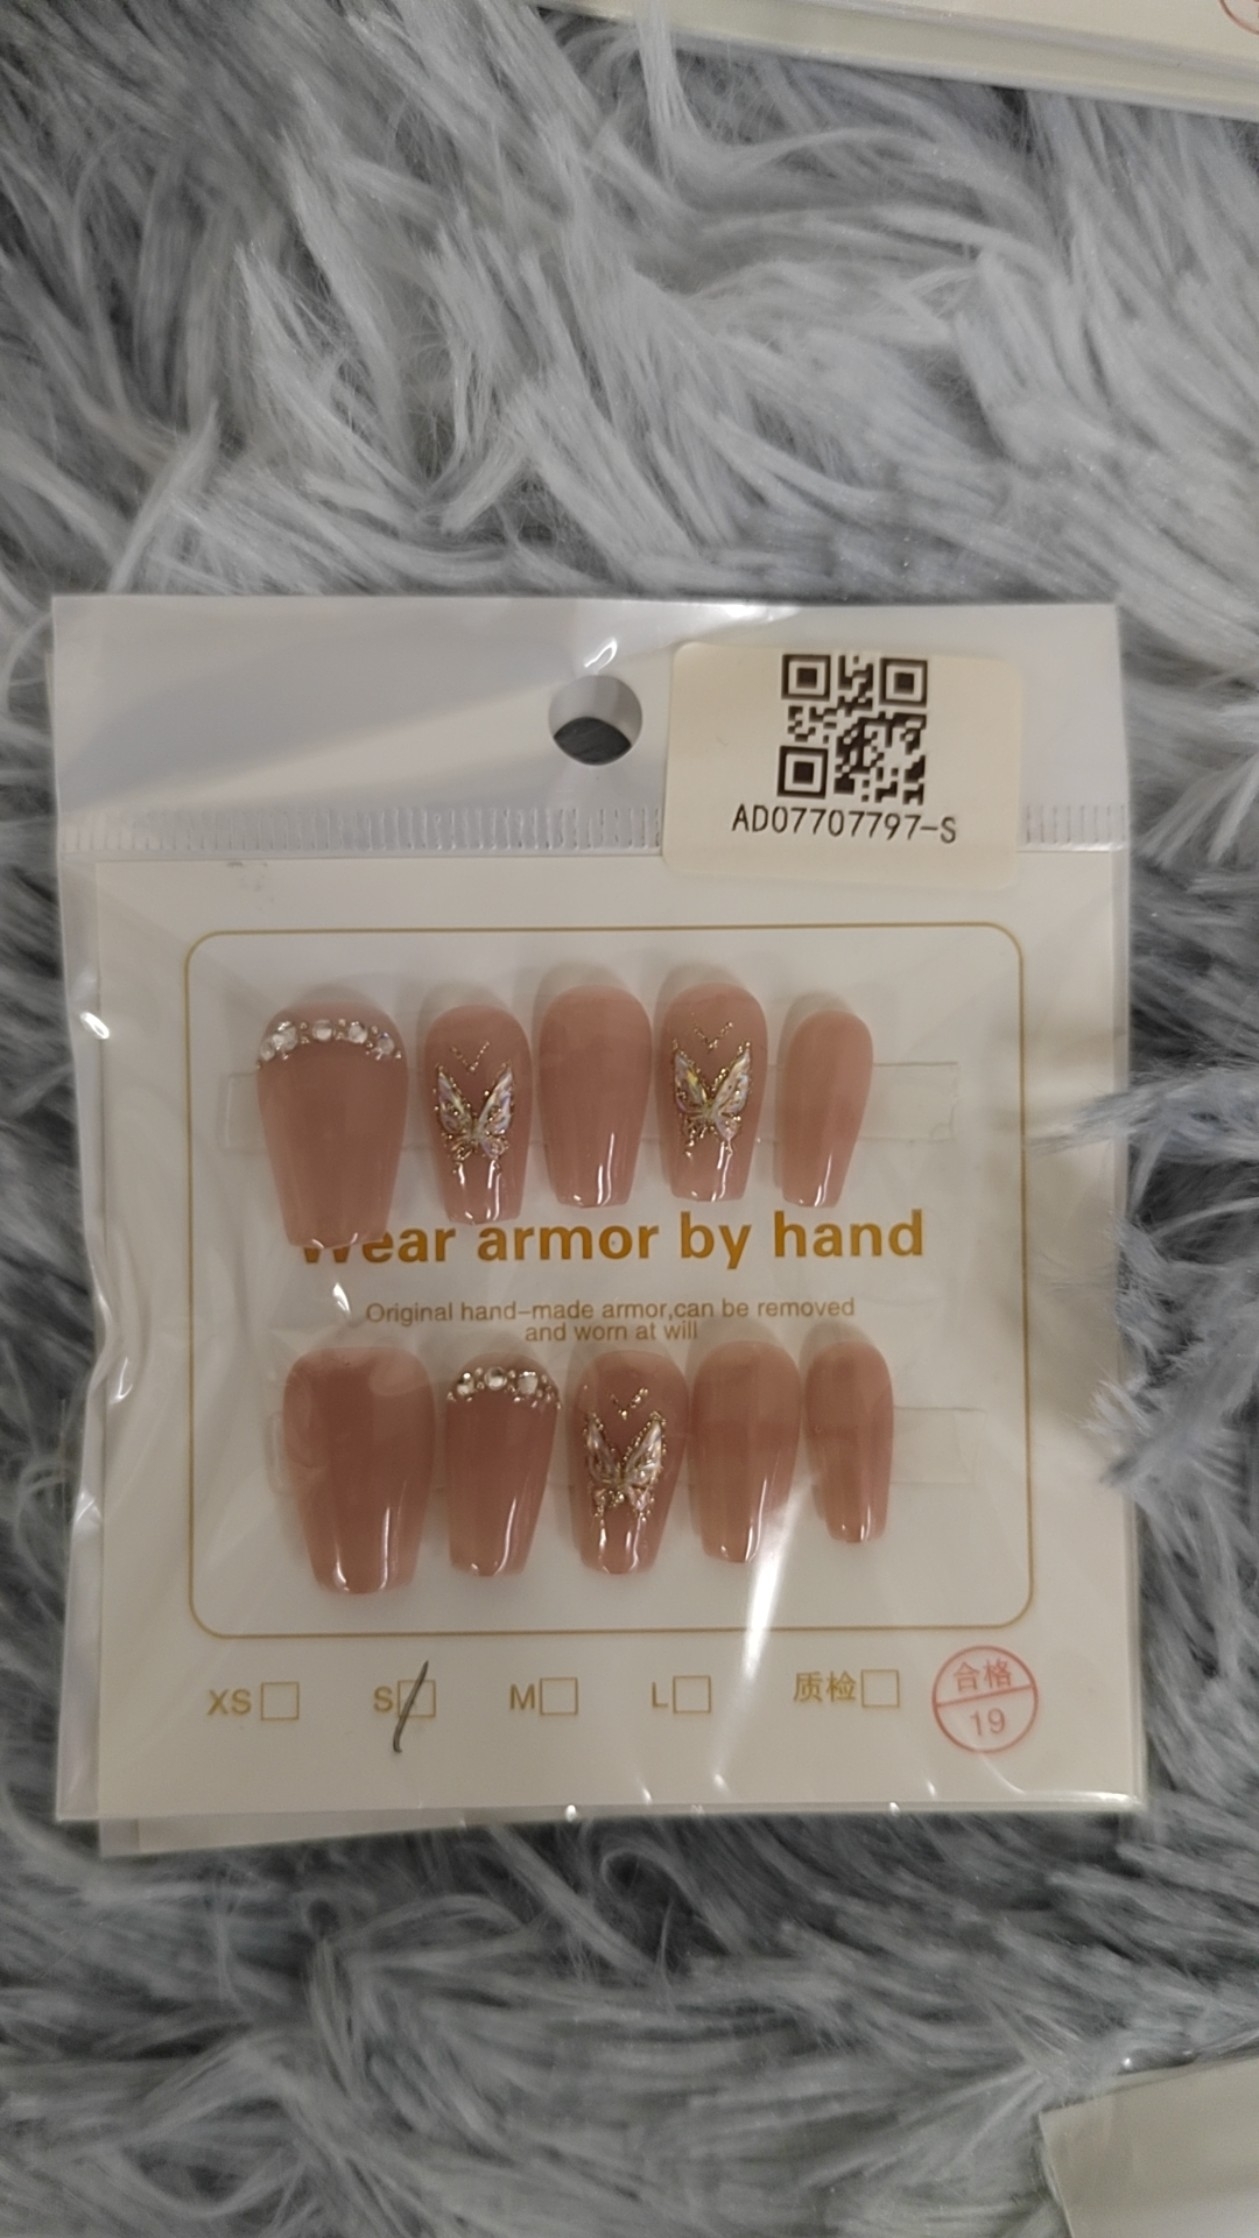 AD07707797-S
Wear armor by hand
Original hand-made armor,can be removed
and worn at will
XS S M L 质检
合格
19